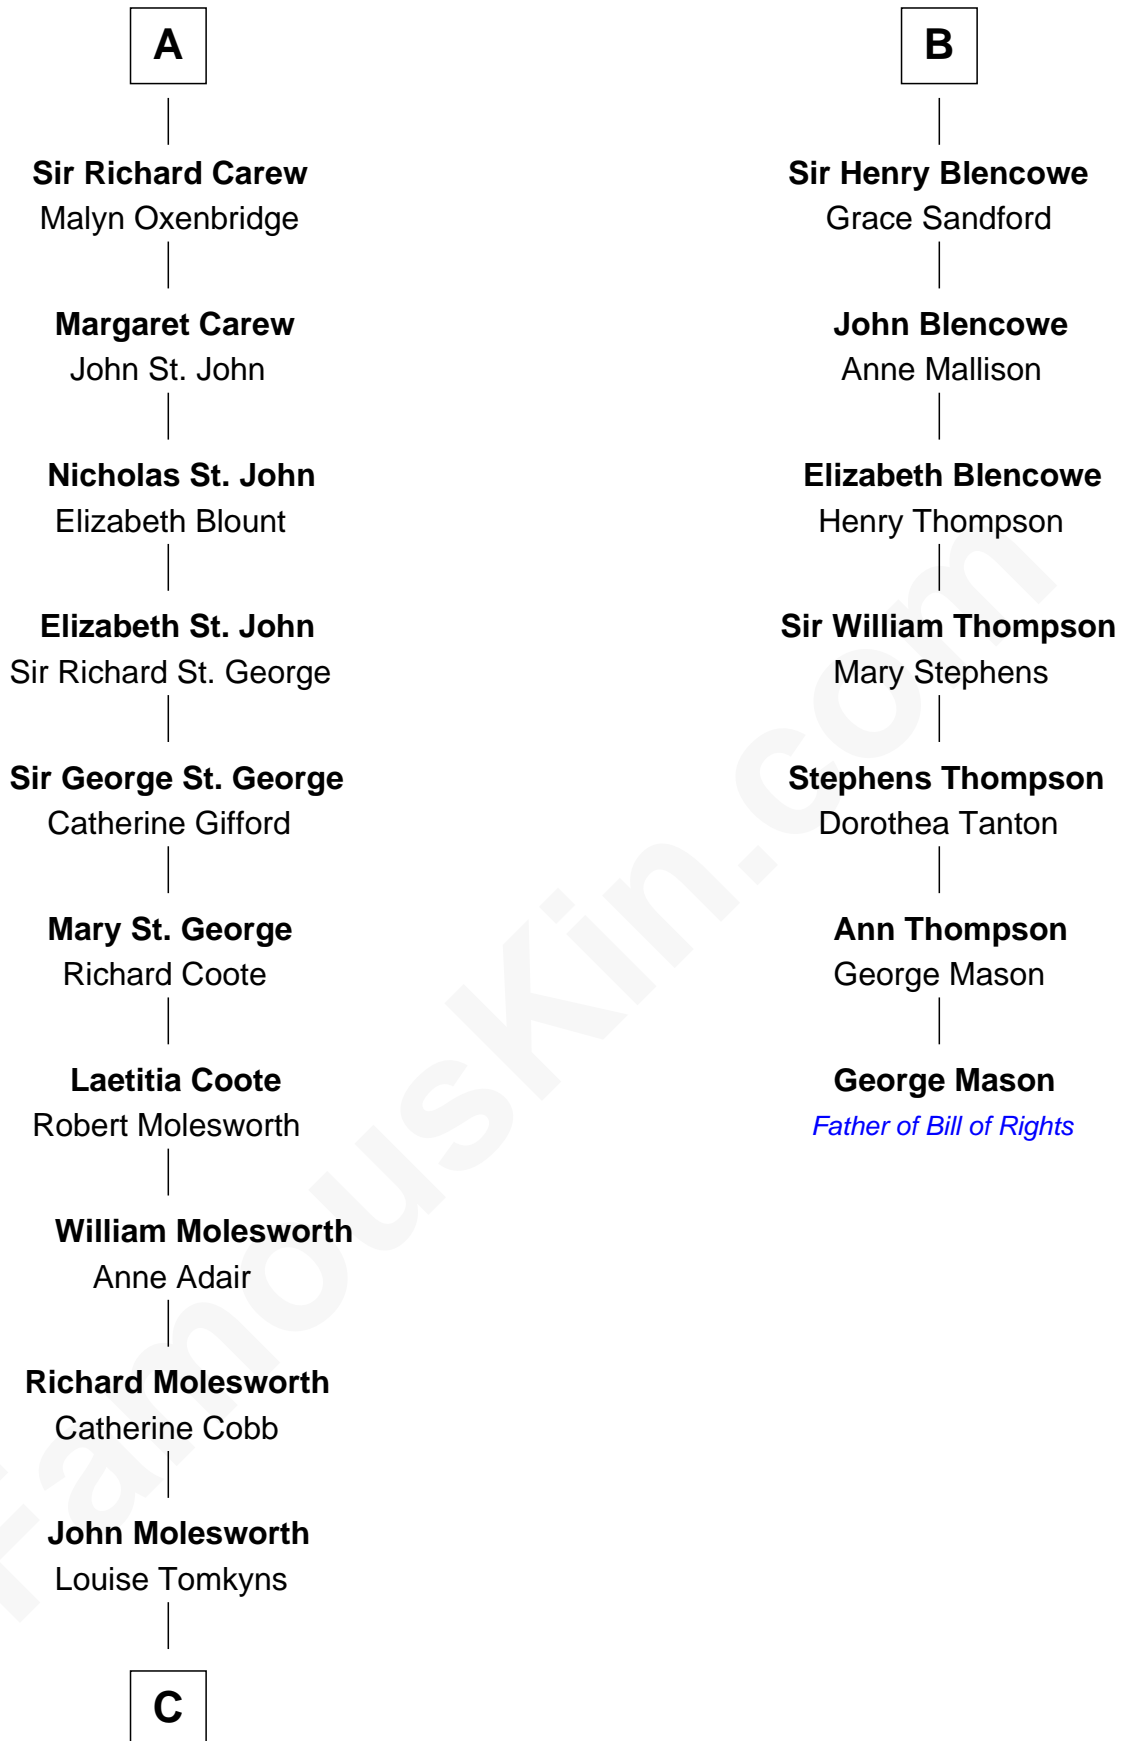 A
Sir Richard Carew
Malyn Oxenbridge
Margaret Carew
John St. John
Nicholas St. John
Elizabeth Blount
Elizabeth St. John
Sir Richard St. George
Sir George St. George
Catherine Gifford
Mary St. George
Richard Coote
Laetitia Coote
Robert Molesworth
William Molesworth
Anne Adair
Richard Molesworth
Catherine Cobb
John Molesworth
Louise Tomkyns
C
B
Sir Henry Blencowe
Grace Sandford
John Blencowe
Anne Mallison
Elizabeth Blencowe
Henry Thompson
Sir William Thompson
Mary Stephens
Stephens Thompson
Dorothea Tanton
Ann Thompson
George Mason
George Mason
Father of Bill of Rights
FamousKin.com